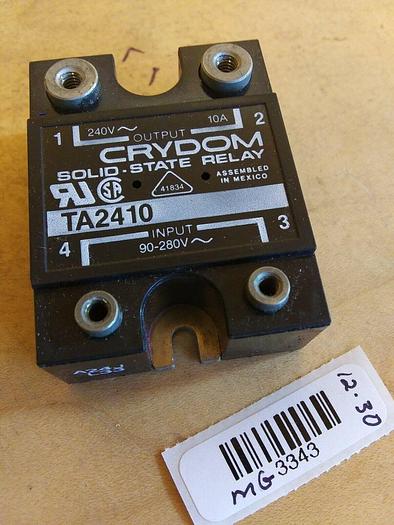 1 240V~ 10A 2
OUTPUT
CRYDOM
SOLID-STATE RELAY
ASSEMBLED
IN MEXICO
SA
41834
TA2410
4 INPUT 3
90-280V~
12.30
MG 3343